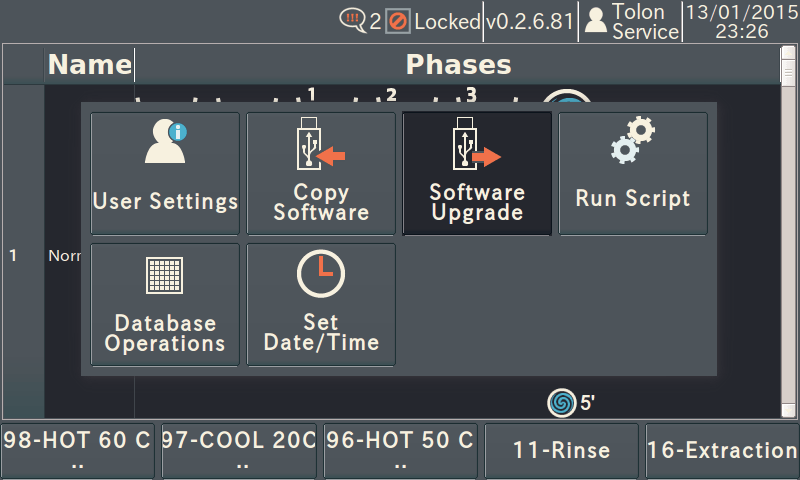 !!! 2 Locked v0.2.6.81 Tolon Service 13/01/2015 23:26
Name Phases
1 2 3
User Settings
Copy Software
Software Upgrade
Run Script
1 Norr
Database Operations
Set Date/Time
5'
98-HOT 60 C ..
97-COOL 20C ..
96-HOT 50 C ..
11-Rinse
16-Extraction